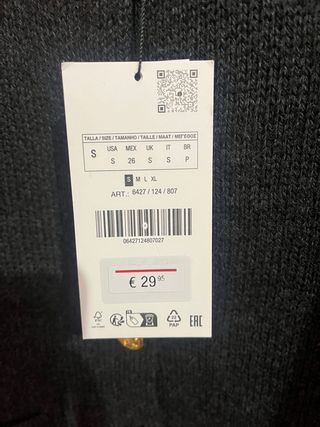 TALLA / SIZE / TAMANHO / TAILLE / MAAT / ΜΕΓΕΘΟΣ
S USA MEX UK IT BR
S 26 S S P
S M L XL
ART.: 6427 / 124 / 807
06427124807027
€ 29 95
22
PAP
EAC